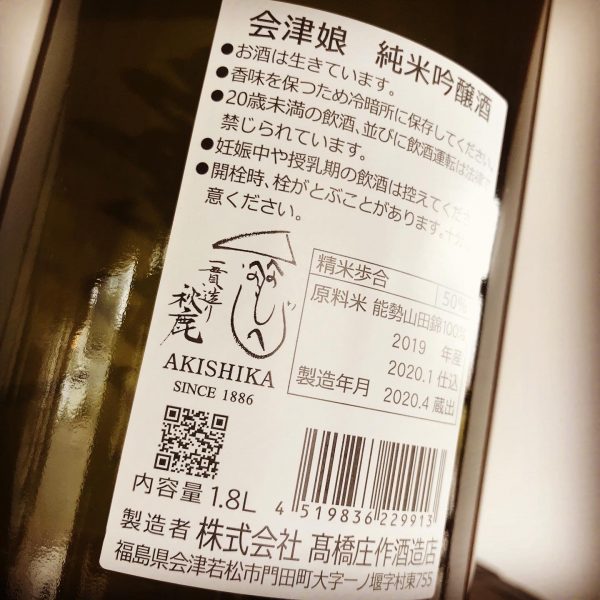 会津娘 純米吟醸酒
●お酒は生きています。
●香味を保つため冷暗所に保存してください。
●20歳未満の飲酒、並びに飲酒運転は法律で
禁じられています。
●妊娠中や授乳期の飲酒は控えてくださ
●開栓時、栓がとぶことがあります。十分
意ください。
一貫造り
秋鹿
へのへのもへじ
AKISHIKA
SINCE 1886
精米歩合 50%
原料米 能勢山田錦100%
2019 年産
2020.1 仕込
製造年月 2020.4 蔵出
内容量 1.8L
4 519836 229913
製造者 株式会社 髙橋庄作酒造店
福島県会津若松市門田町大字一ノ堰字村東755